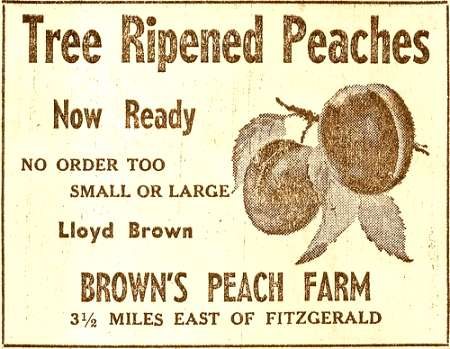 Tree Ripened Peaches
Now Ready
NO ORDER TOO
SMALL OR LARGE
Lloyd Brown
BROWN'S PEACH FARM
3½ MILES EAST OF FITZGERALD